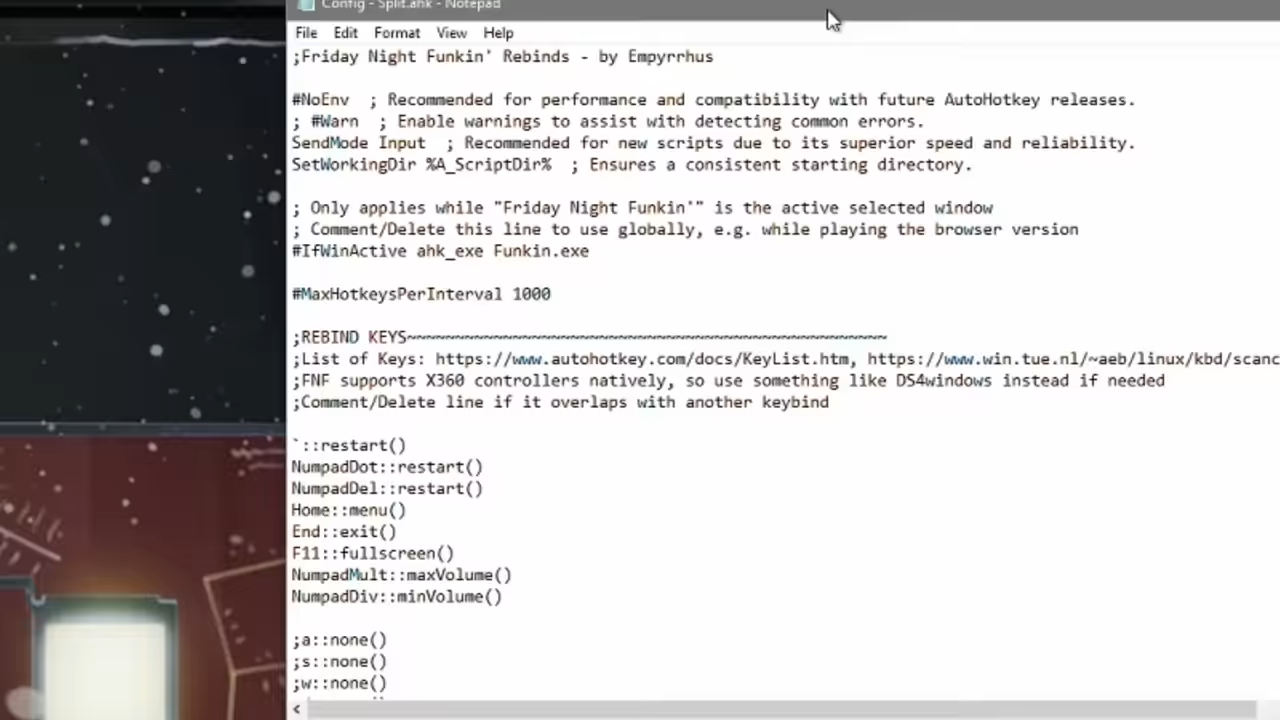 Config - Split.ahk - Notepad
File Edit Format View Help
;Friday Night Funkin' Rebinds - by Empyrrhus
#NoEnv  ; Recommended for performance and compatibility with future AutoHotkey releases.
; #Warn  ; Enable warnings to assist with detecting common errors.
SendMode Input  ; Recommended for new scripts due to its superior speed and reliability.
SetWorkingDir %A_ScriptDir%  ; Ensures a consistent starting directory.
; Only applies while "Friday Night Funkin'" is the active selected window
; Comment/Delete this line to use globally, e.g. while playing the browser version
#IfWinActive ahk_exe Funkin.exe
#MaxHotkeysPerInterval 1000
;REBIND KEYS~~~~~~~~~~~~~~~~~~~~~~~~~~~~~~~~~~~~~~~~~~~~~~~~~~
;List of Keys: https://www.autohotkey.com/docs/KeyList.htm, https://www.win.tue.nl/~aeb/linux/kbd/scanc
;FNF supports X360 controllers natively, so use something like DS4windows instead if needed
;Comment/Delete line if it overlaps with another keybind
`::restart()
NumpadDot::restart()
NumpadDel::restart()
Home::menu()
End::exit()
F11::fullscreen()
NumpadMult::maxVolume()
NumpadDiv::minVolume()
;a::none()
;s::none()
;w::none()